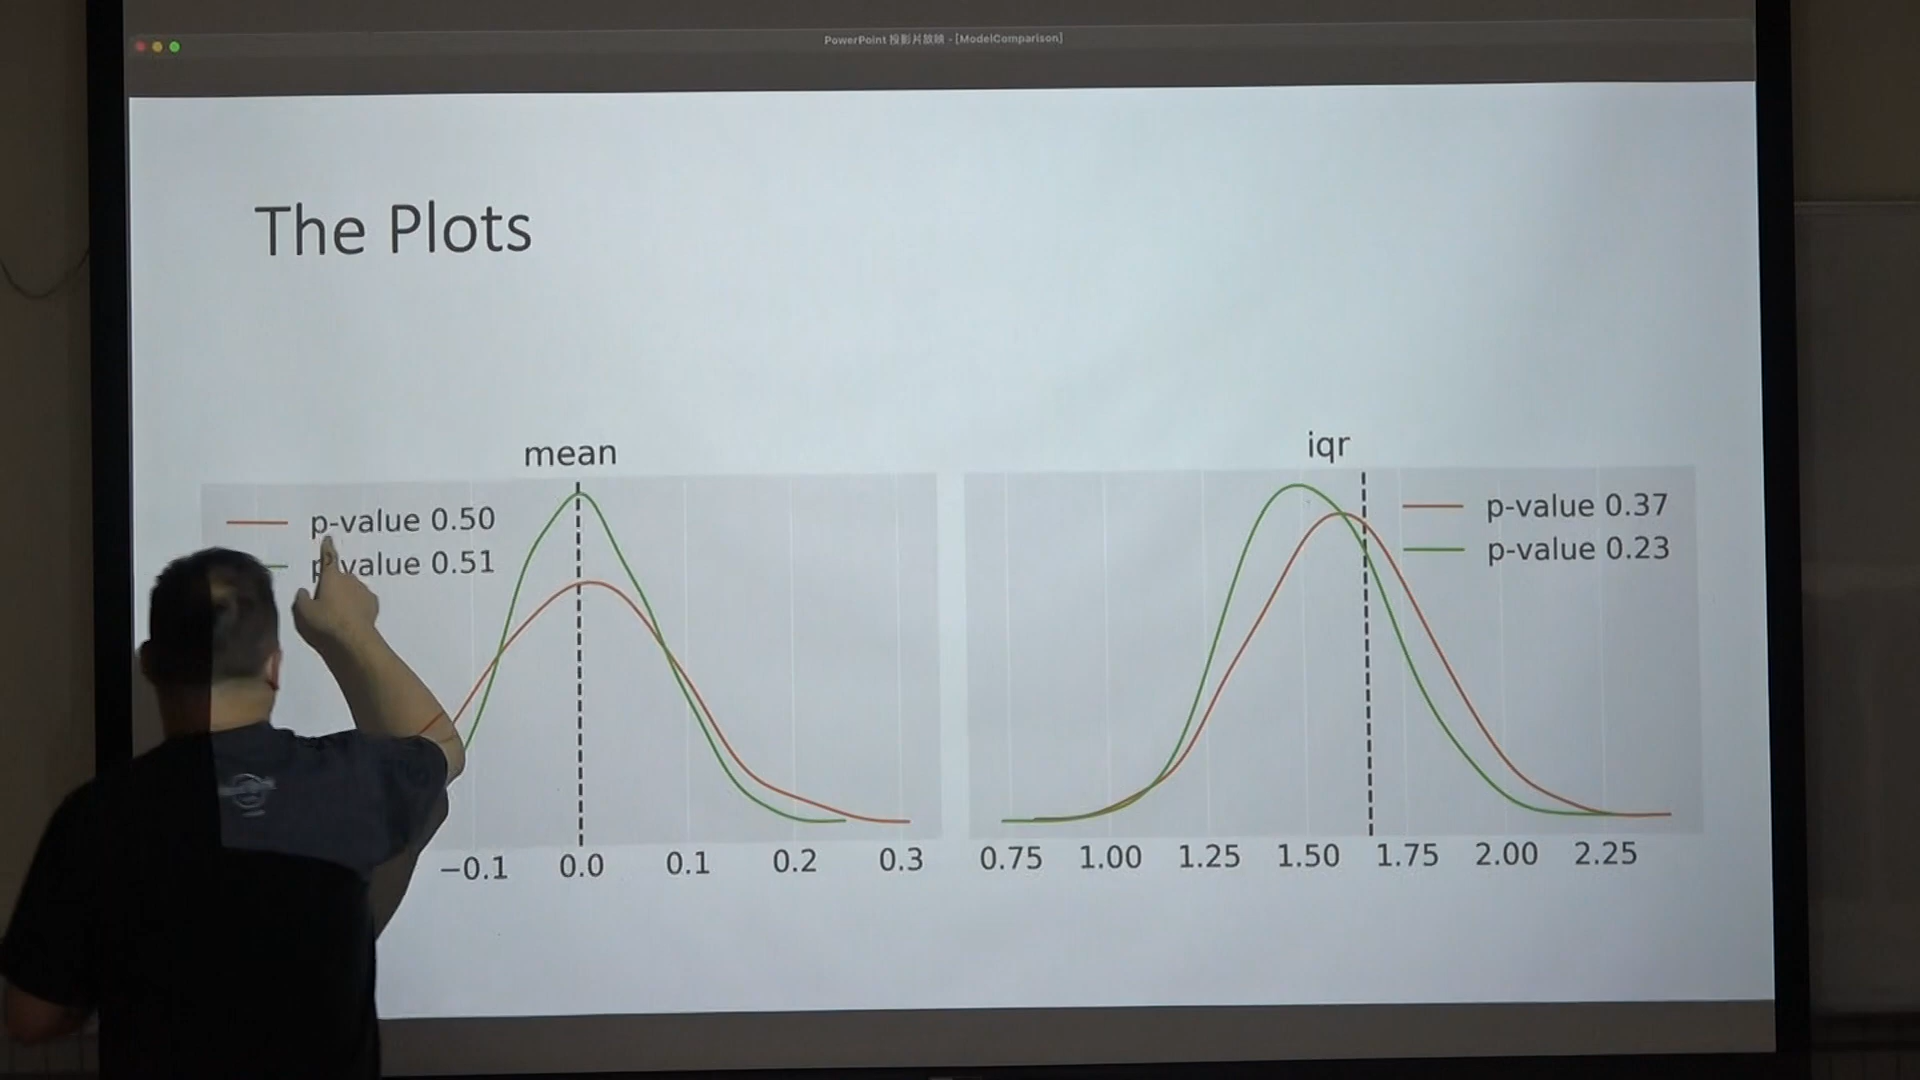 PowerPoint 投影片放映 - [ModelComparison]
The Plots
mean
p-value 0.50
p-value 0.51
−0.1 0.0 0.1 0.2 0.3
iqr
p-value 0.37
p-value 0.23
0.75 1.00 1.25 1.50 1.75 2.00 2.25